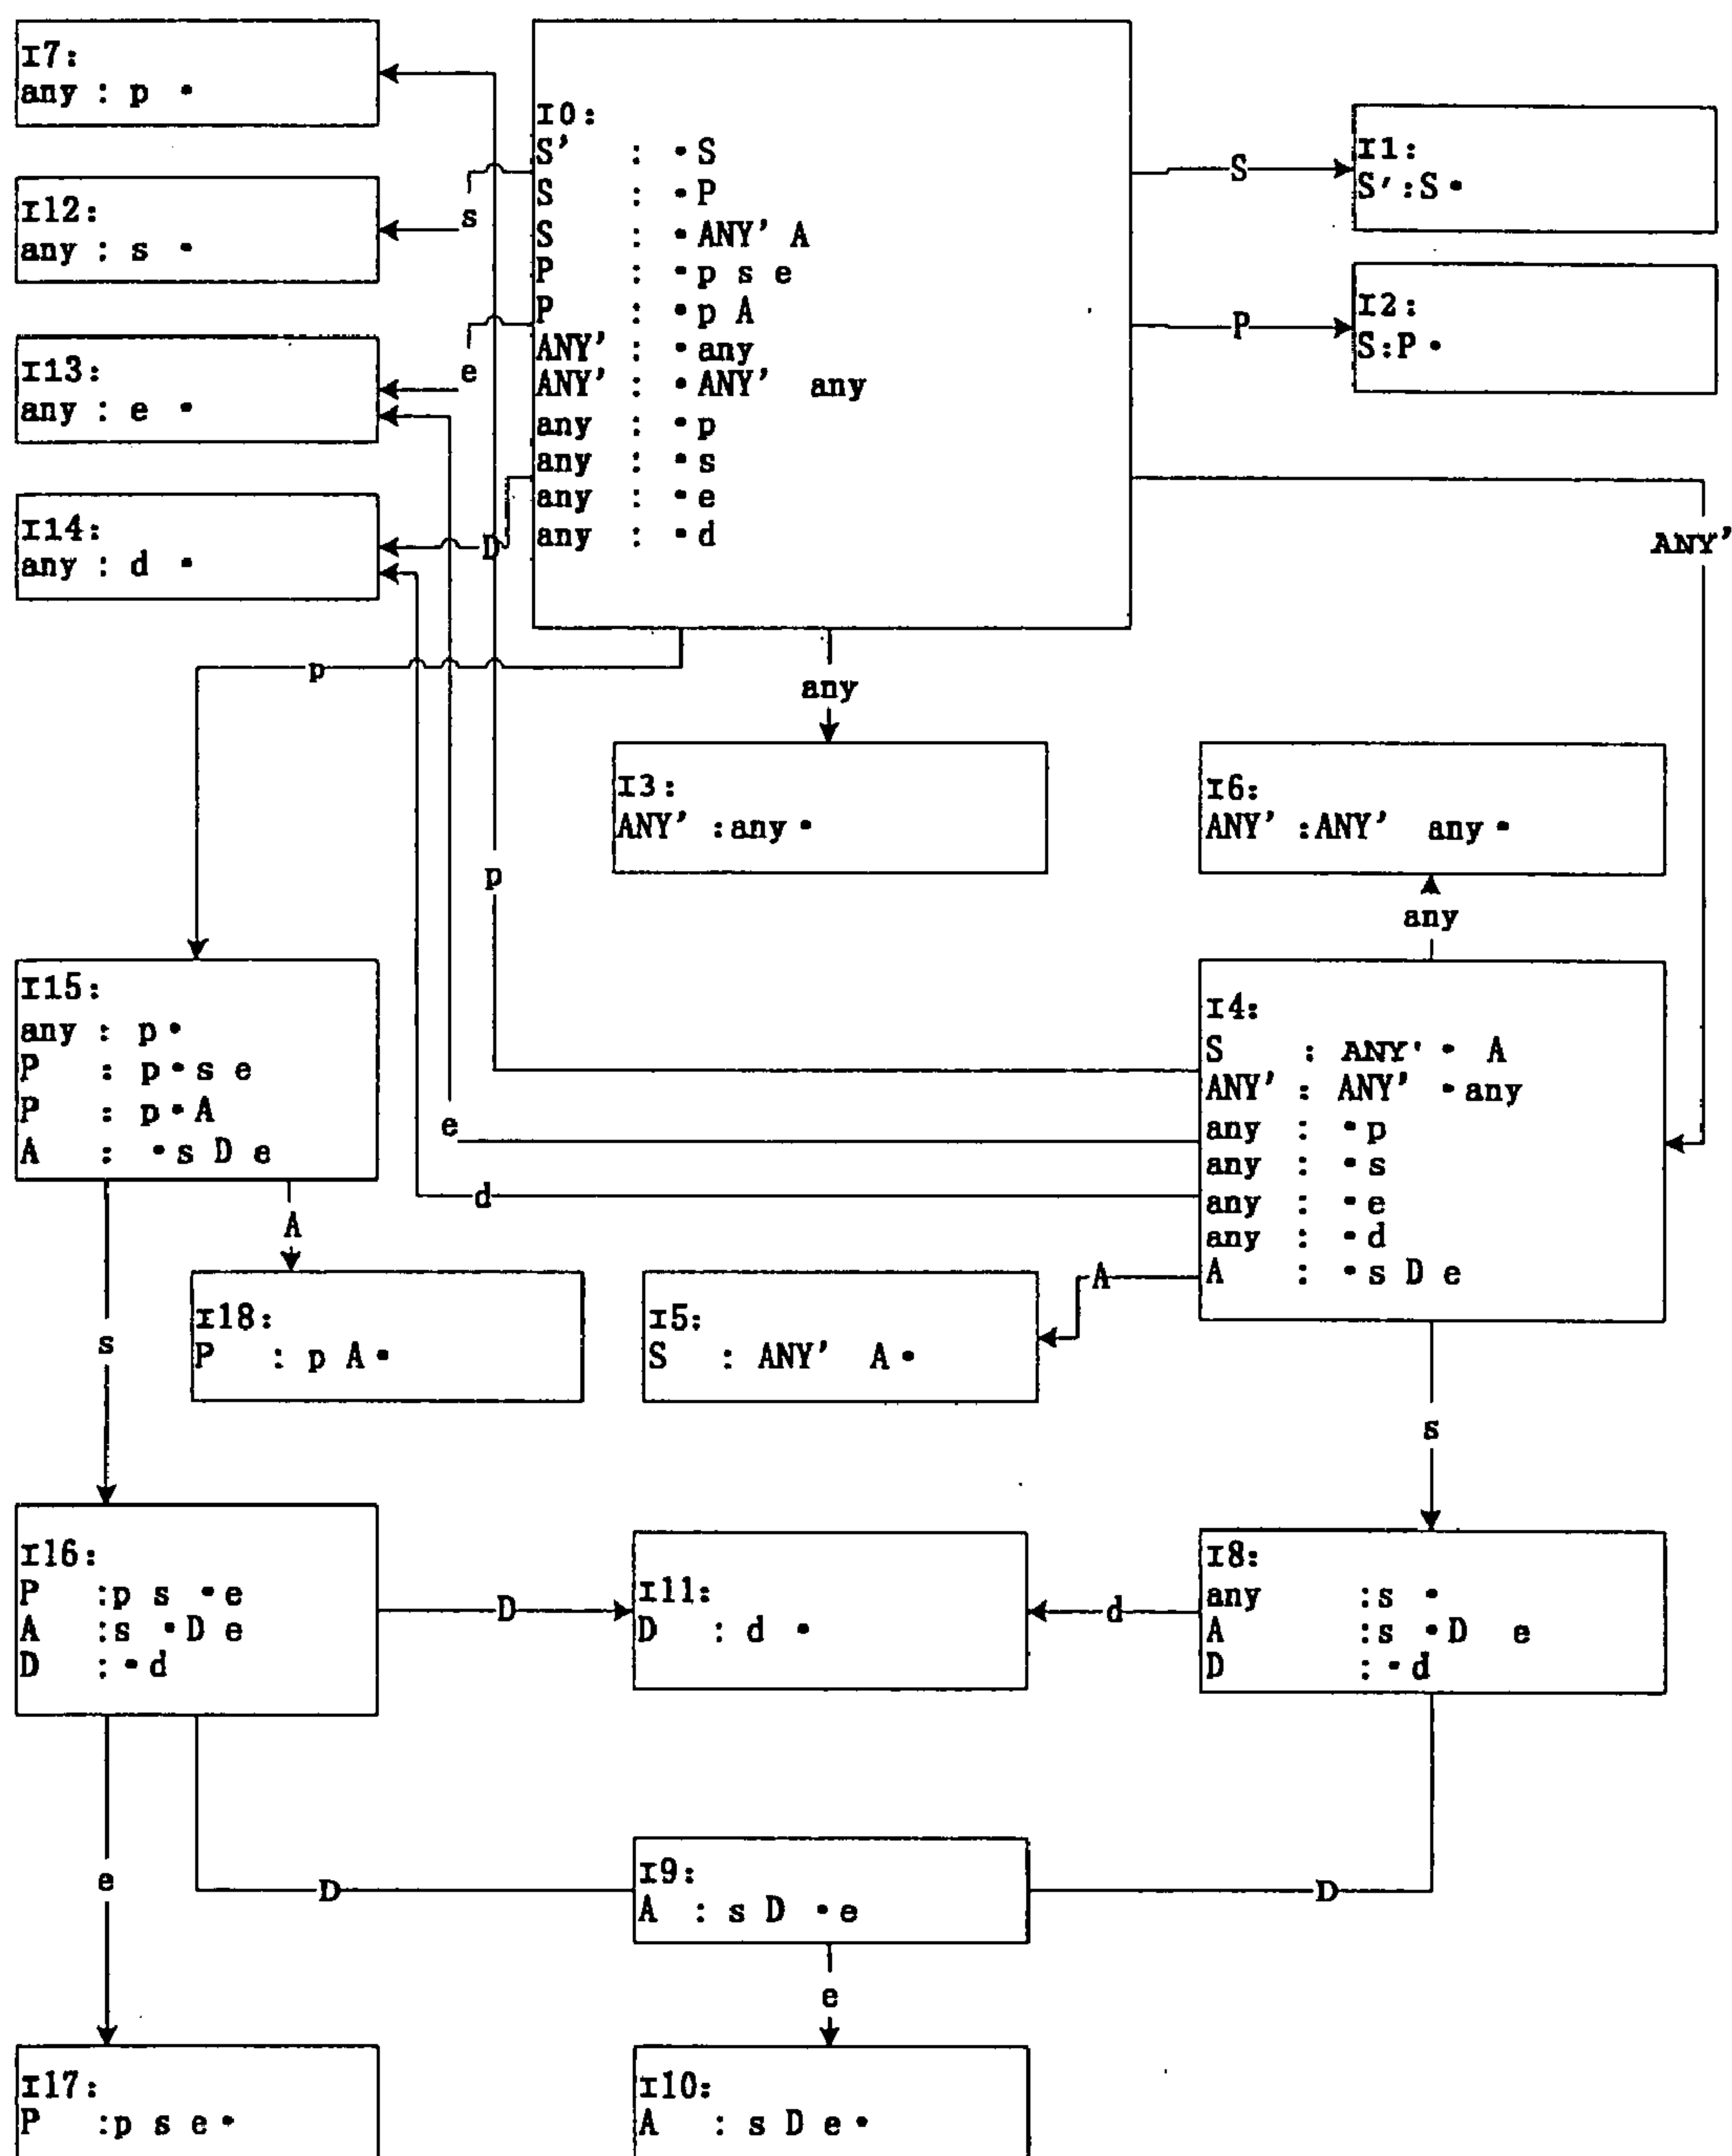 I7:
any : p •
I12:
any : s •
I13:
any : e •
I14:
any : d •
I0:
S' : •S
S : •P
S : •ANY' A
P : •p s e
P : •p A
ANY' : •any
ANY' : •ANY' any
any : •p
any : •s
any : •e
any : •d
s
e
D
S
P
ANY'
I1:
S':S•
I2:
S:P•
p
any
I3:
ANY' :any•
I6:
ANY' :ANY' any•
any
p
I15:
any : p•
P : p•s e
P : p•A
A : •s D e
I4:
S : ANY'• A
ANY' : ANY' •any
any : •p
any : •s
any : •e
any : •d
A : •s D e
e
d
A
A
s
I18:
P : p A•
I5:
S : ANY' A•
s
I16:
P :p s •e
A :s •D e
D :•d
D
I11:
D : d •
d
I8:
any :s •
A :s •D e
D :•d
e
D
I9:
A : s D •e
D
e
I17:
P :p s e•
I10:
A : s D e•